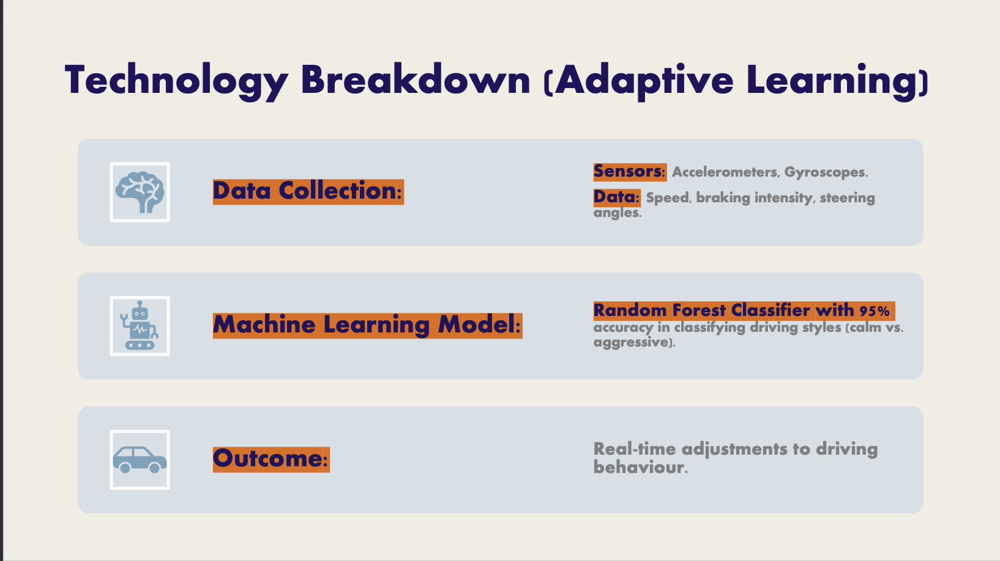 Technology Breakdown (Adaptive Learning)
Data Collection:
Sensors: Accelerometers, Gyroscopes.
Data: Speed, braking intensity, steering
angles.
Machine Learning Model:
Random Forest Classifier with 95%
accuracy in classifying driving styles (calm vs.
aggressive).
Outcome:
Real-time adjustments to driving
behaviour.